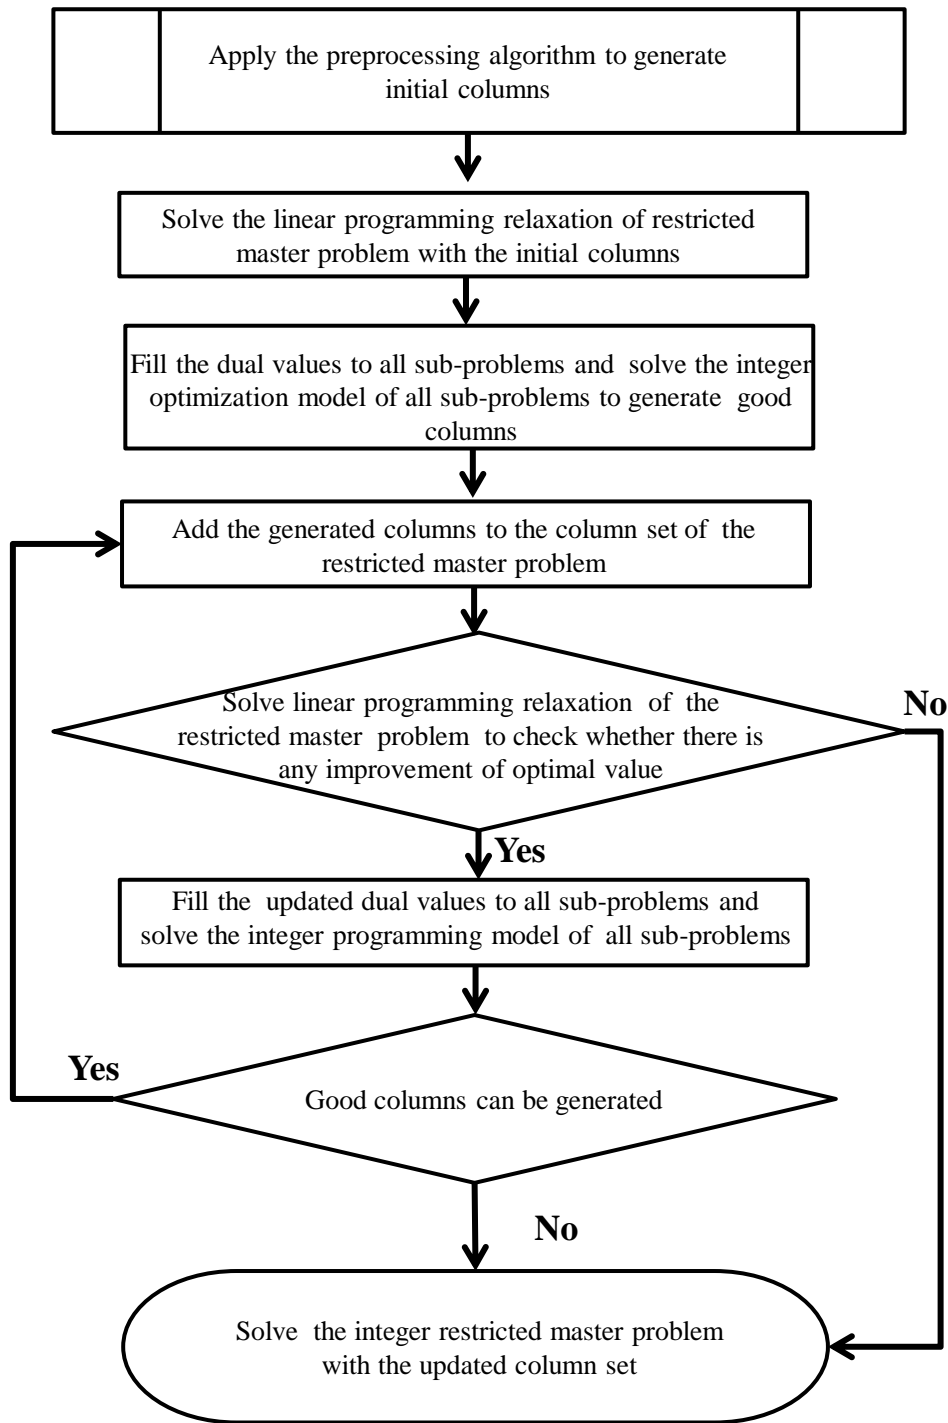 Apply the preprocessing algorithm to generate
initial columns
Solve the linear programming relaxation of restricted
master problem with the initial columns
Fill the dual values to all sub-problems and solve the integer
optimization model of all sub-problems to generate good
columns
Add the generated columns to the column set of the
restricted master problem
Solve linear programming relaxation of the
restricted master problem to check whether there is
any improvement of optimal value
No
Yes
Fill the updated dual values to all sub-problems and
solve the integer programming model of all sub-problems
Yes
Good columns can be generated
No
Solve the integer restricted master problem
with the updated column set